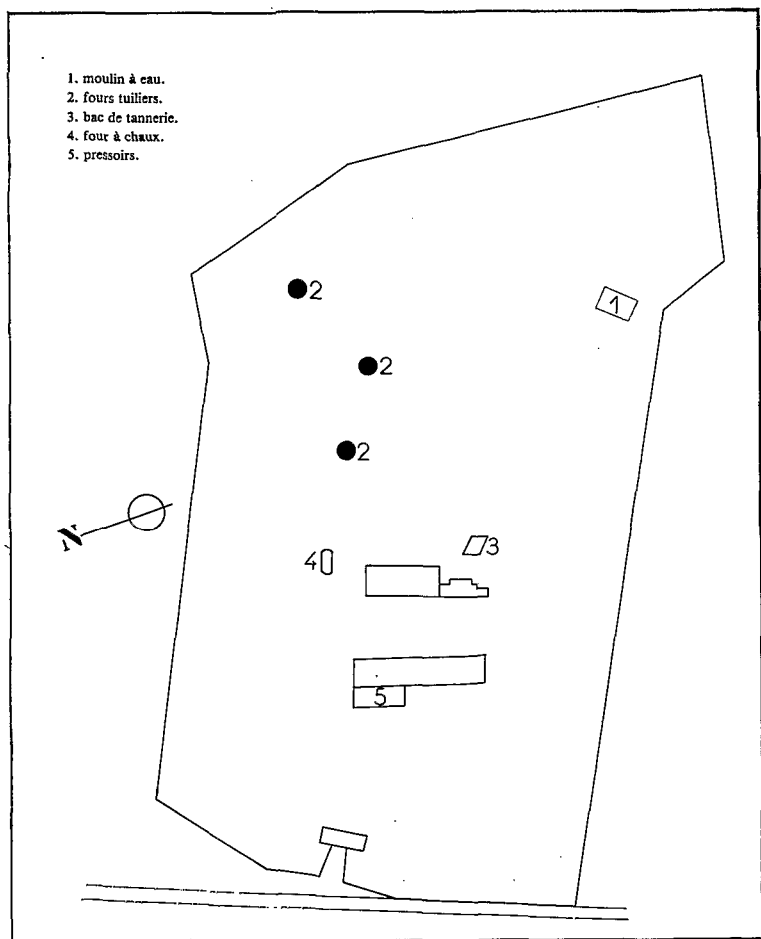 1. moulin à eau.
2. fours tuiliers.
3. bac de tannerie.
4. four à chaux.
5. pressoirs.
2
1
2
2
N
3
4
5